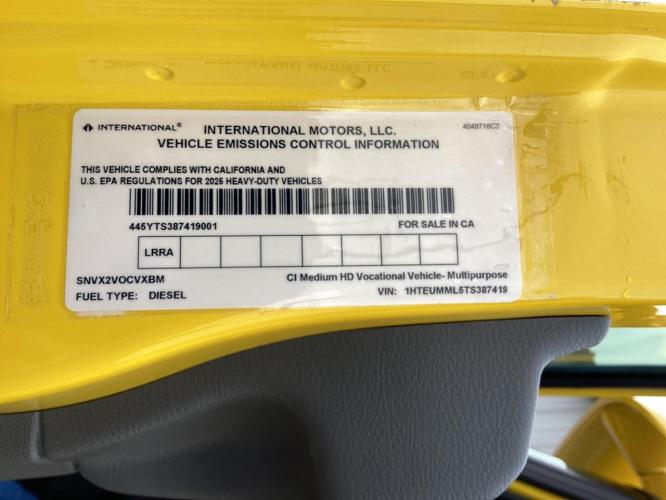 INTERNATIONAL®
INTERNATIONAL MOTORS, LLC.
4048716C3
VEHICLE EMISSIONS CONTROL INFORMATION
THIS VEHICLE COMPLIES WITH CALIFORNIA AND
U.S. EPA REGULATIONS FOR 2026 HEAVY-DUTY VEHICLES
445YTS387419001
FOR SALE IN CA
LRRA
SNVX2VOCVXBM
CI Medium HD Vocational Vehicle- Multipurpose
FUEL TYPE: DIESEL
VIN: 1HTEUMML5TS387419